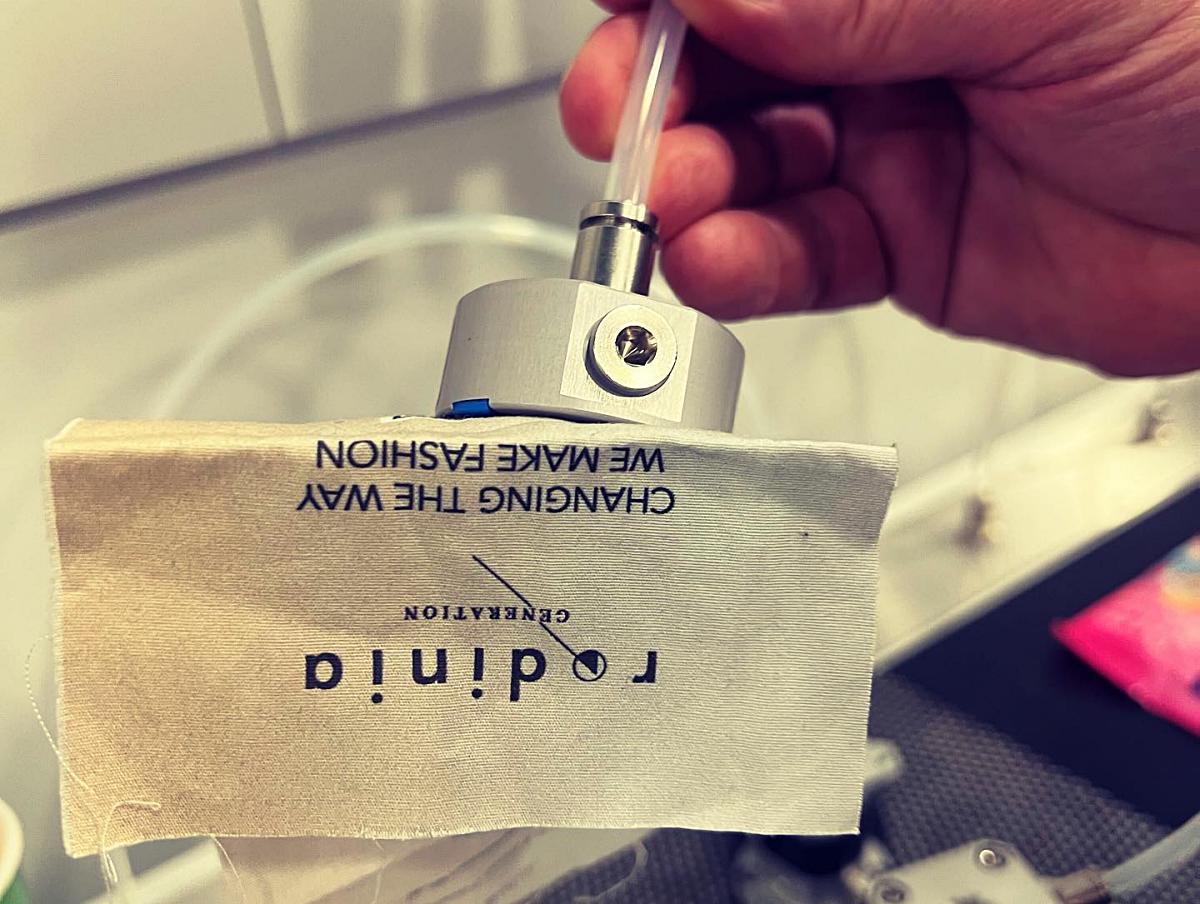 rodinia
GENERATION
CHANGING THE WAY
WE MAKE FASHION